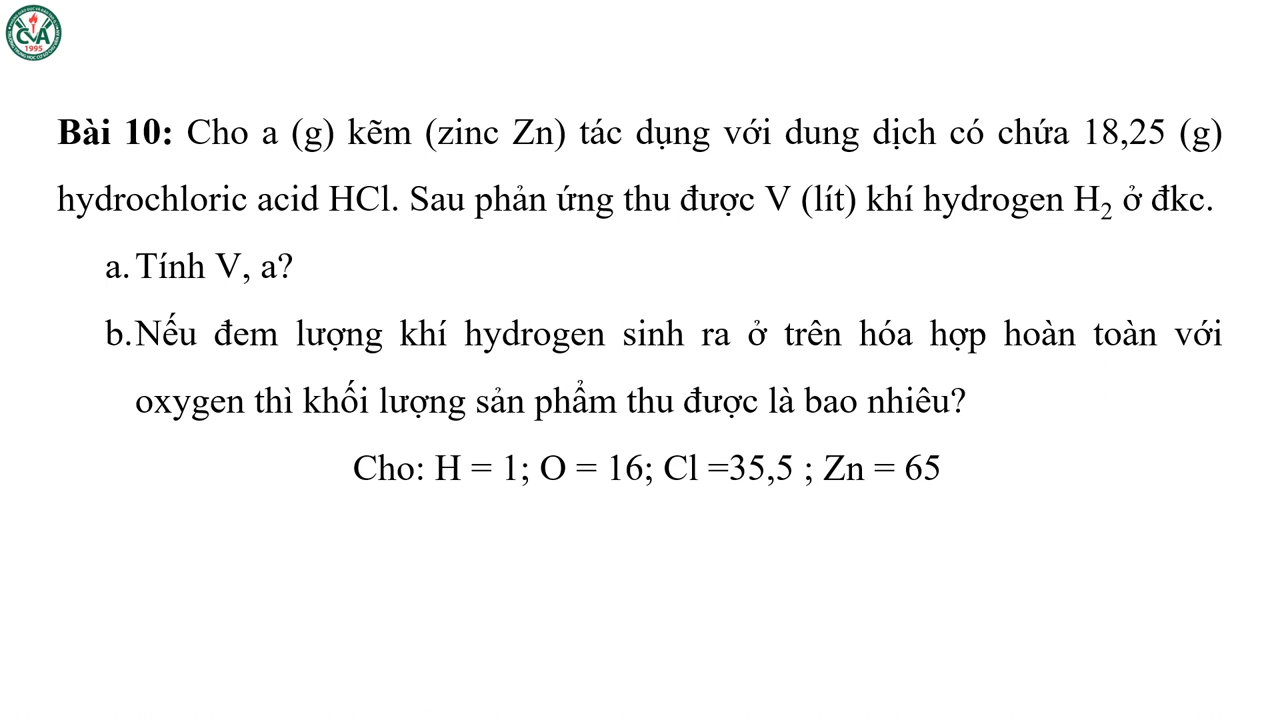 CVA
1995
Bài 10: Cho a (g) kẽm (zinc Zn) tác dụng với dung dịch có chứa 18,25 (g)
hydrochloric acid HCl. Sau phản ứng thu được V (lít) khí hydrogen H₂ ở đkc.
a. Tính V, a?
b. Nếu đem lượng khí hydrogen sinh ra ở trên hóa hợp hoàn toàn với
oxygen thì khối lượng sản phẩm thu được là bao nhiêu?
Cho: H = 1; O = 16; Cl =35,5 ; Zn = 65